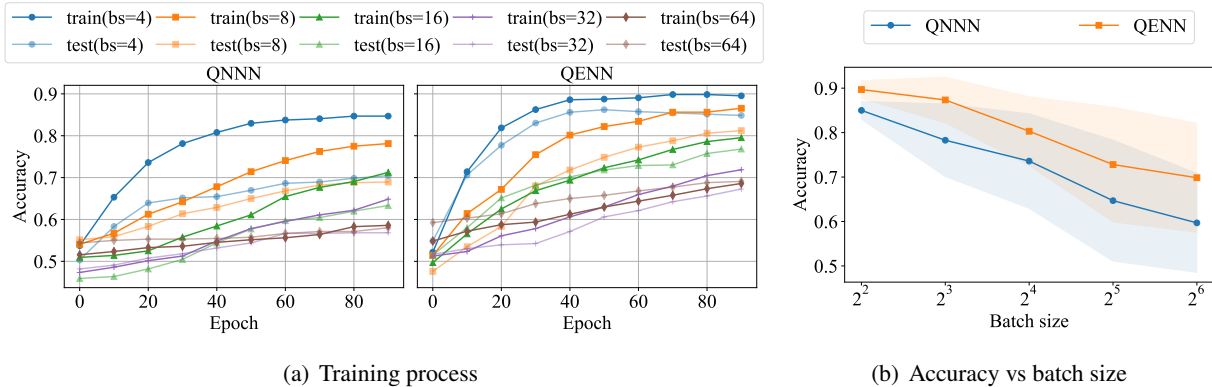 train(bs=4) train(bs=8) train(bs=16) train(bs=32) train(bs=64)
test(bs=4) test(bs=8) test(bs=16) test(bs=32) test(bs=64)
QNNN QENN
Accuracy
0.9
0.8
0.7
0.6
0.5
0 20 40 60 80
0 20 40 60 80
Epoch Epoch
(a) Training process
QNNN QENN
Accuracy
0.9
0.8
0.7
0.6
0.5
2^2 2^3 2^4 2^5 2^6
Batch size
(b) Accuracy vs batch size